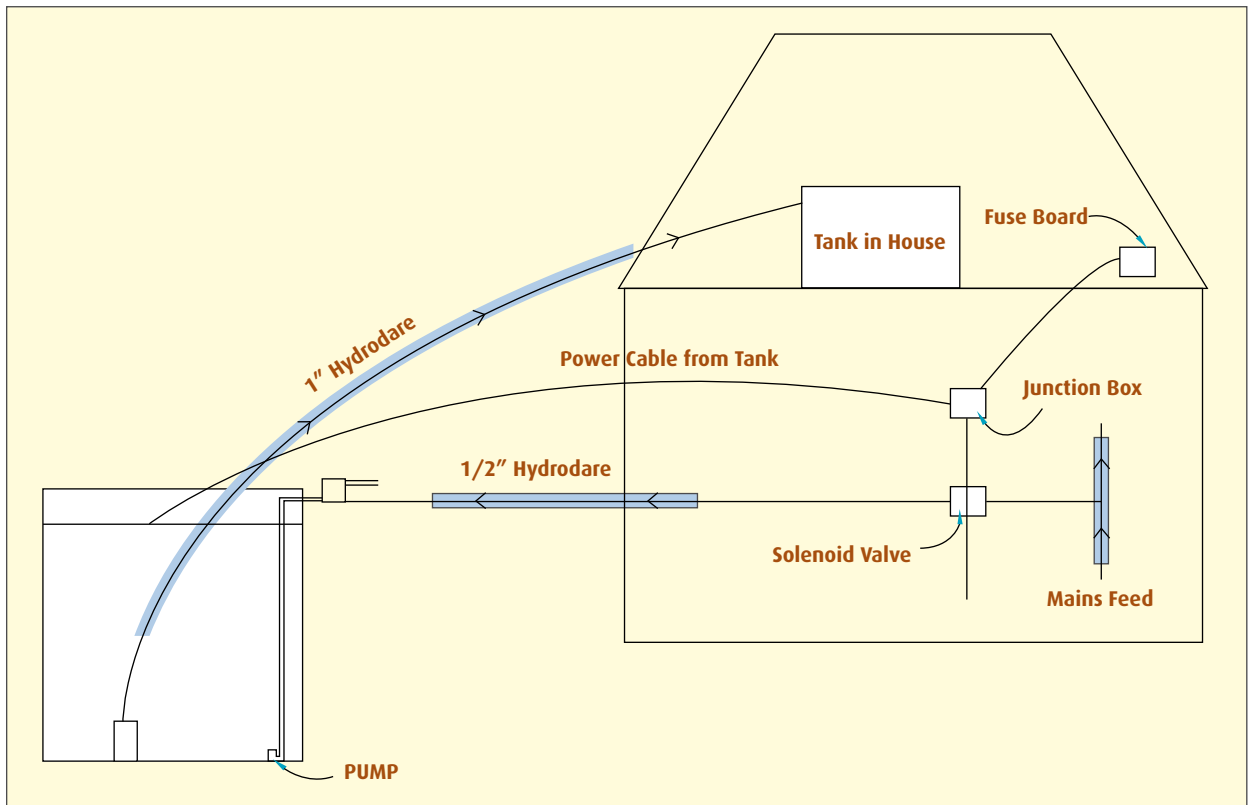 Fuse Board
Tank in House
1” Hydrodare
Power Cable from Tank
Junction Box
1/2” Hydrodare
Solenoid Valve
Mains Feed
PUMP